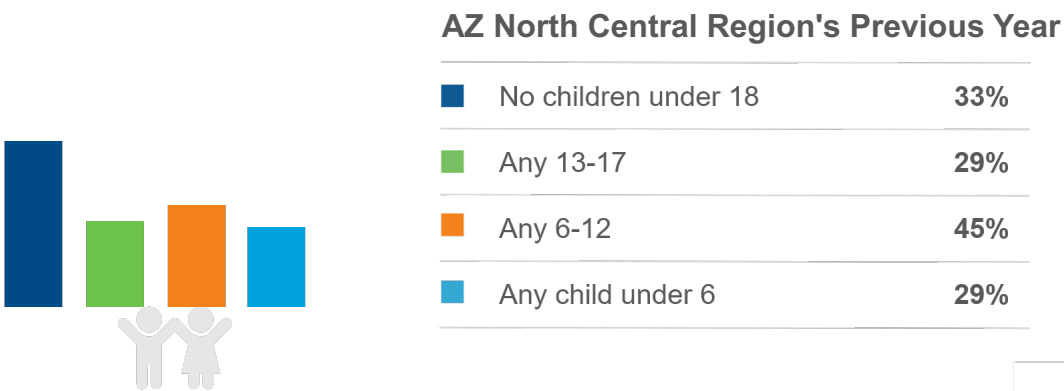 AZ North Central Region's Previous Year
No children under 18 33%
Any 13-17 29%
Any 6-12 45%
Any child under 6 29%